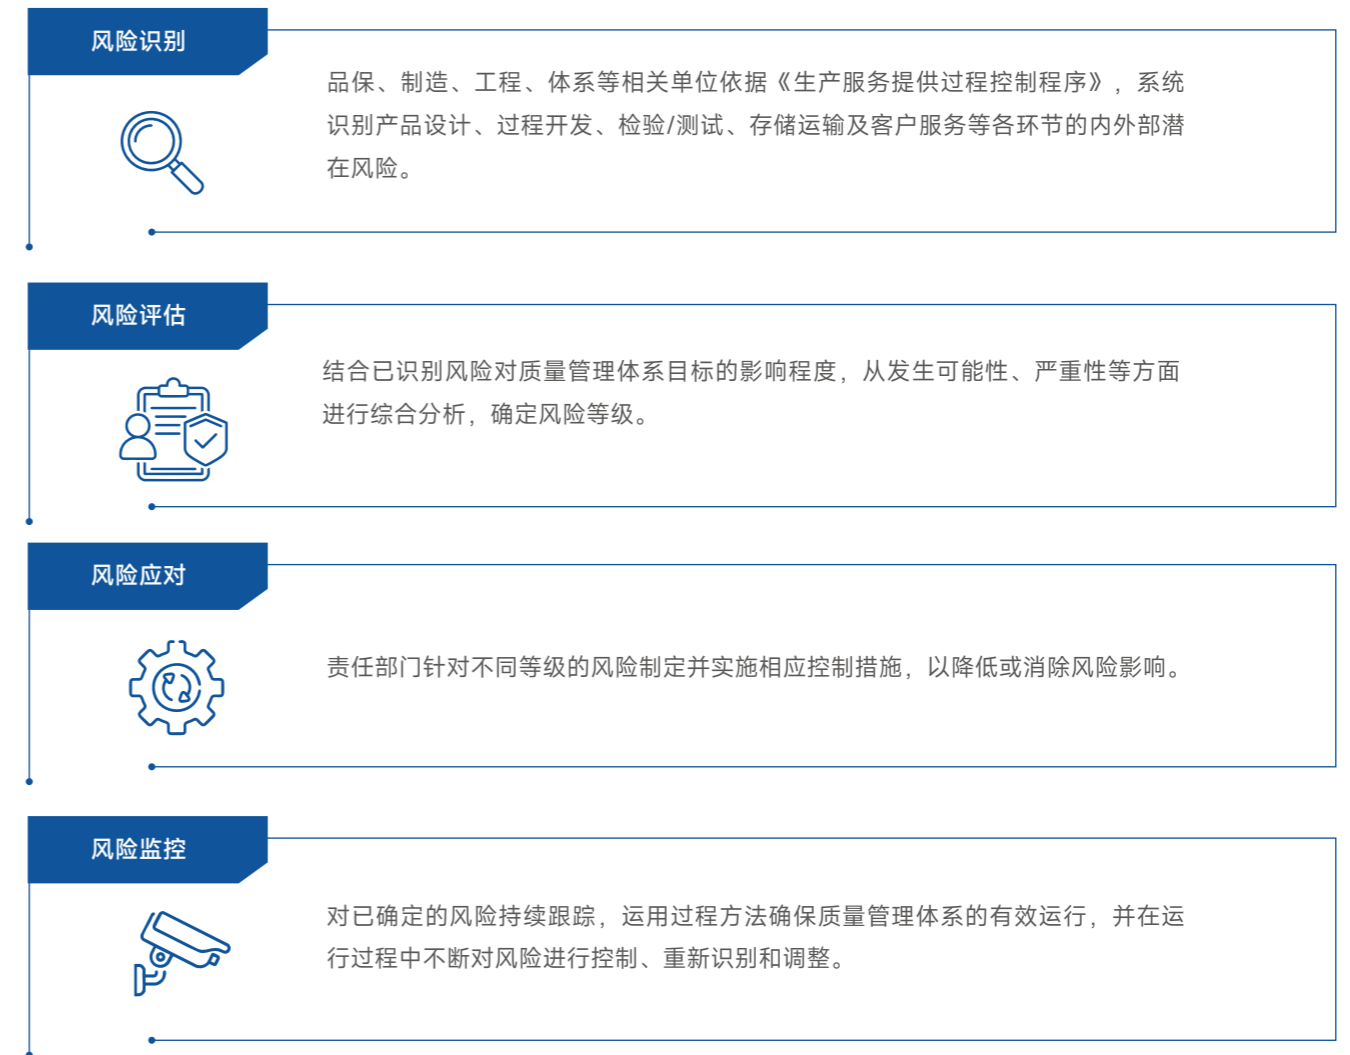 风险识别
品保、制造、工程、体系等相关单位依据《生产服务提供过程控制程序》，系统
识别产品设计、过程开发、检验/测试、存储运输及客户服务等各环节的内外部潜
在风险。
风险评估
结合已识别风险对质量管理体系目标的影响程度，从发生可能性、严重性等方面
进行综合分析，确定风险等级。
风险应对
责任部门针对不同等级的风险制定并实施相应控制措施，以降低或消除风险影响。
风险监控
对已确定的风险持续跟踪，运用过程方法确保质量管理体系的有效运行，并在运
行过程中不断对风险进行控制、重新识别和调整。